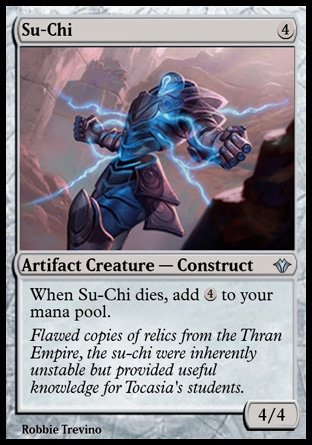 Su-Chi 4
Artifact Creature — Construct
When Su-Chi dies, add 4 to your
mana pool.
Flawed copies of relics from the Thran
Empire, the su-chi were inherently
unstable but provided useful
knowledge for Tocasia's students.
4/4
Robbie Trevino